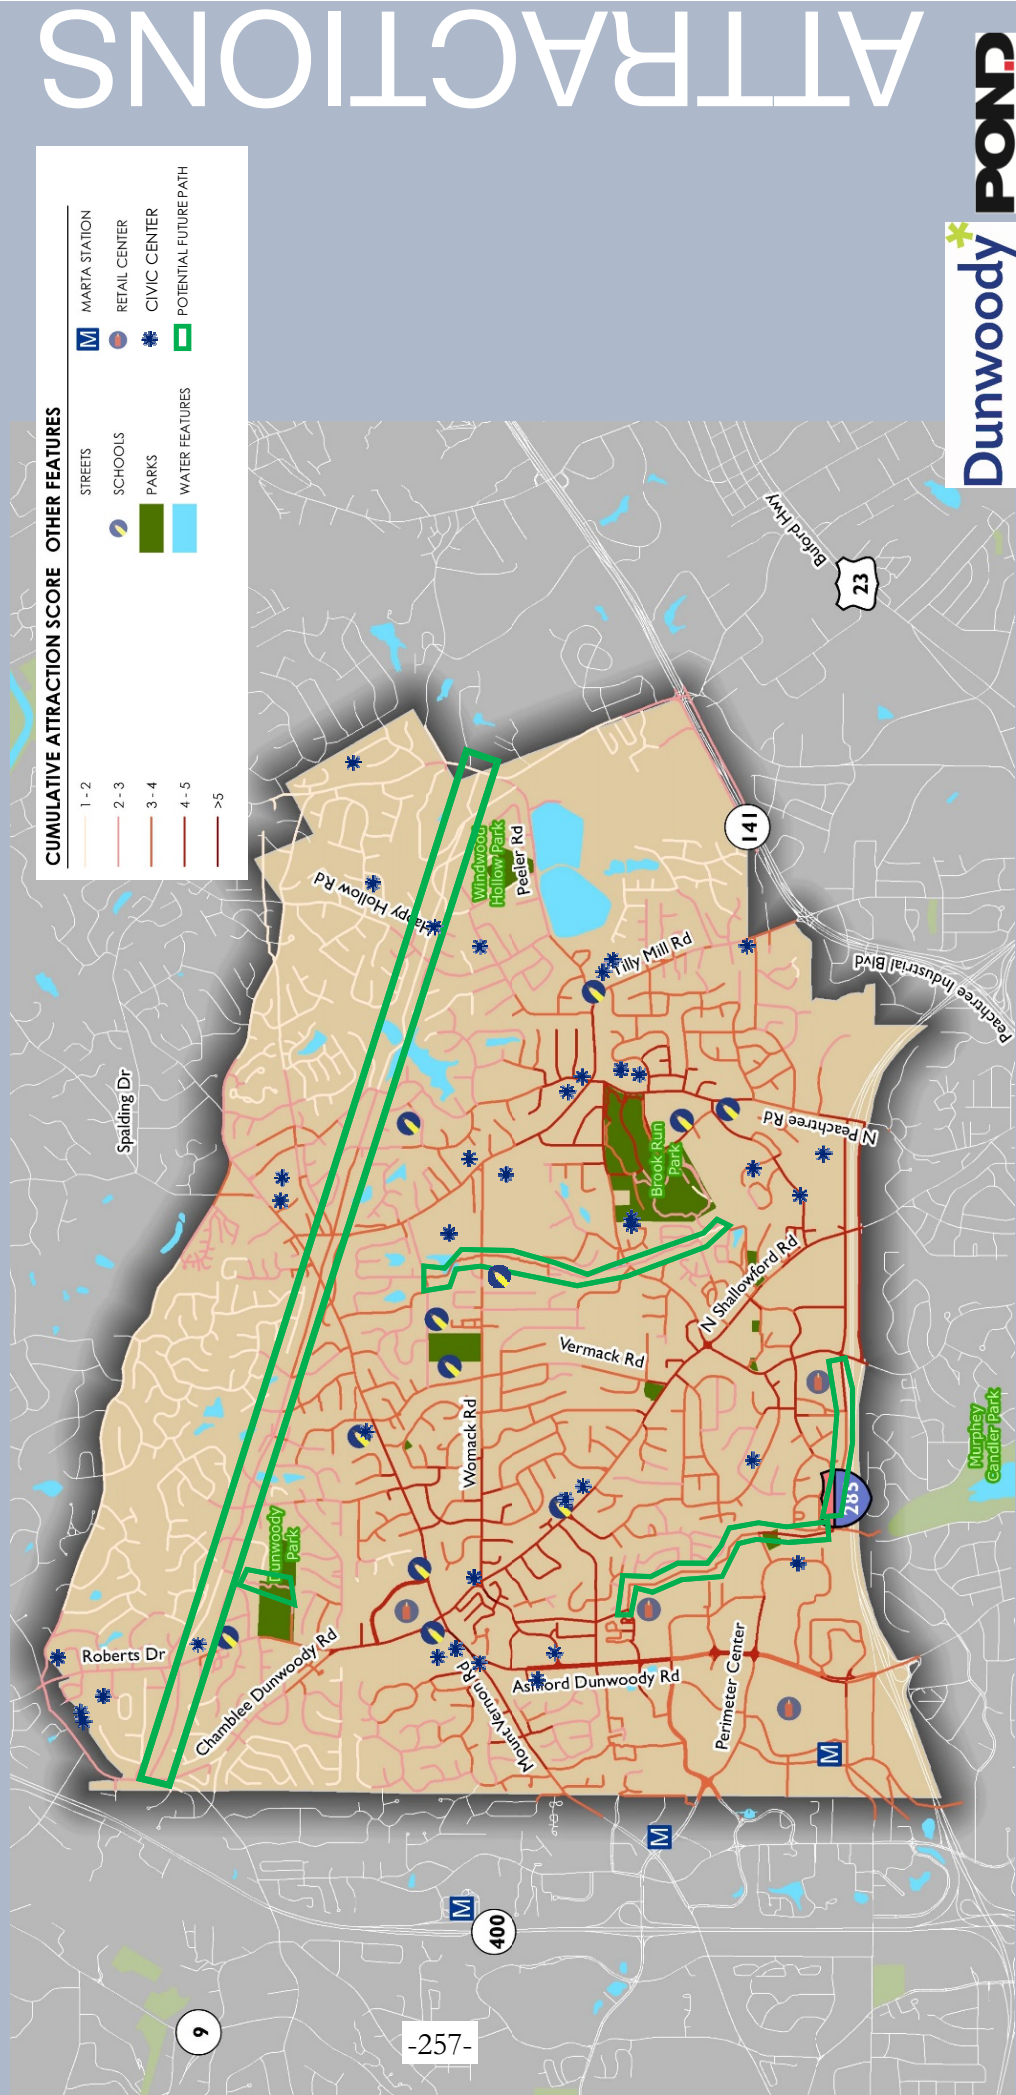 ATTRACTIONS
CUMULATIVE ATTRACTION SCORE
1 - 2
2 - 3
3 - 4
4 - 5
>5
OTHER FEATURES
STREETS
SCHOOLS
PARKS
WATER FEATURES
M MARTA STATION
RETAIL CENTER
CIVIC CENTER
POTENTIAL FUTURE PATH
POND
Dunwoody*
Buford Hwy
23
141
Peachtree Industrial Blvd
Spalding Dr
Happy Hollow Rd
Windwood
Hollow Park
Peeler Rd
Tilly Mill Rd
N Peachtree Rd
Brook Run
Park
N Shallowford Rd
Vermack Rd
Womack Rd
Murphey
Candler Park
285
Dunwoody
Park
Roberts Dr
Chamblee Dunwoody Rd
Mount Vernon Rd
Ashford Dunwoody Rd
Perimeter Center
M
M
M
400
9
-257-